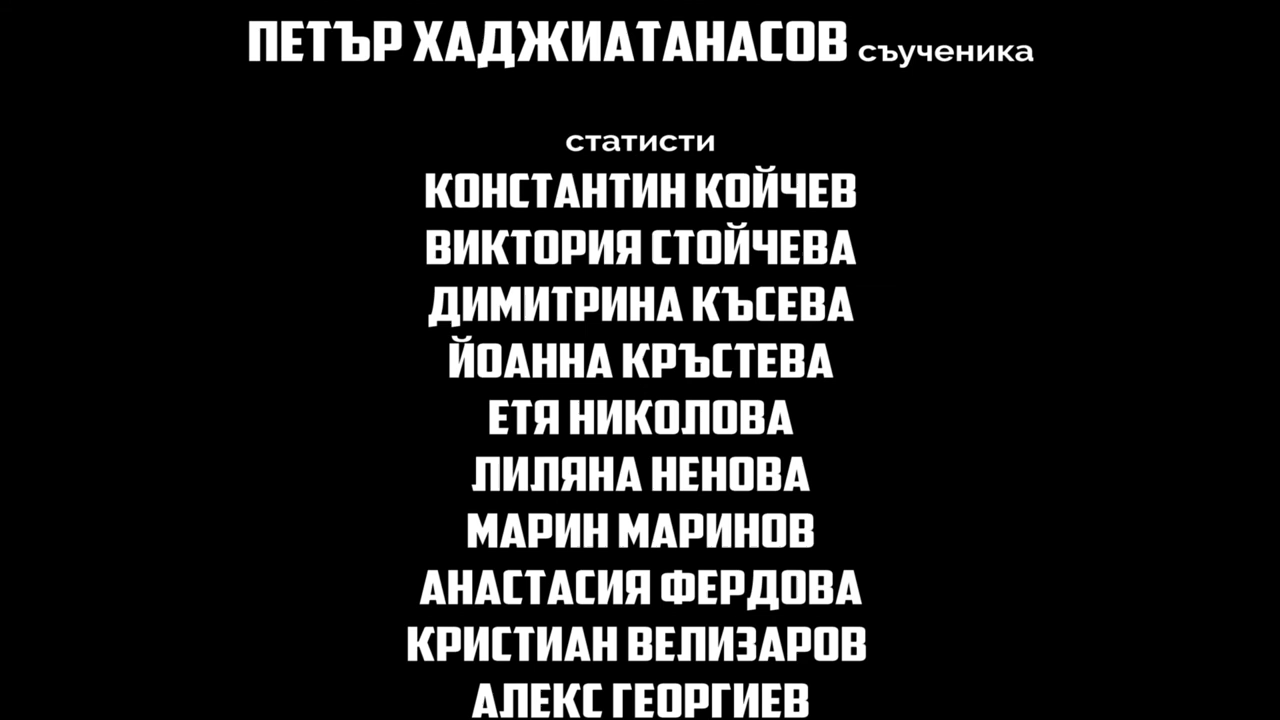 ПЕТЪР ХАДЖИАТАНАСОВ съученика
статисти
КОНСТАНТИН КОЙЧЕВ
ВИКТОРИЯ СТОЙЧЕВА
ДИМИТРИНА КЪСЕВА
ЙОАННА КРЪСТЕВА
ЕТЯ НИКОЛОВА
ЛИЛЯНА НЕНОВА
МАРИН МАРИНОВ
АНАСТАСИЯ ФЕРДОВА
КРИСТИАН ВЕЛИЗАРОВ
АЛЕКС ГЕОРГИЕВ